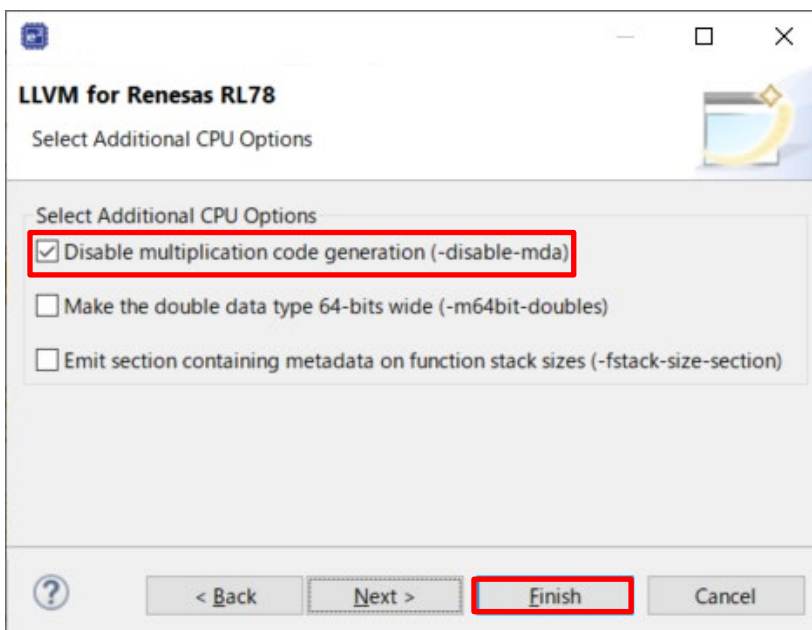 LLVM for Renesas RL78
Select Additional CPU Options
Select Additional CPU Options
Disable multiplication code generation (-disable-mda)
Make the double data type 64-bits wide (-m64bit-doubles)
Emit section containing metadata on function stack sizes (-fstack-size-section)
? < Back Next > Finish Cancel